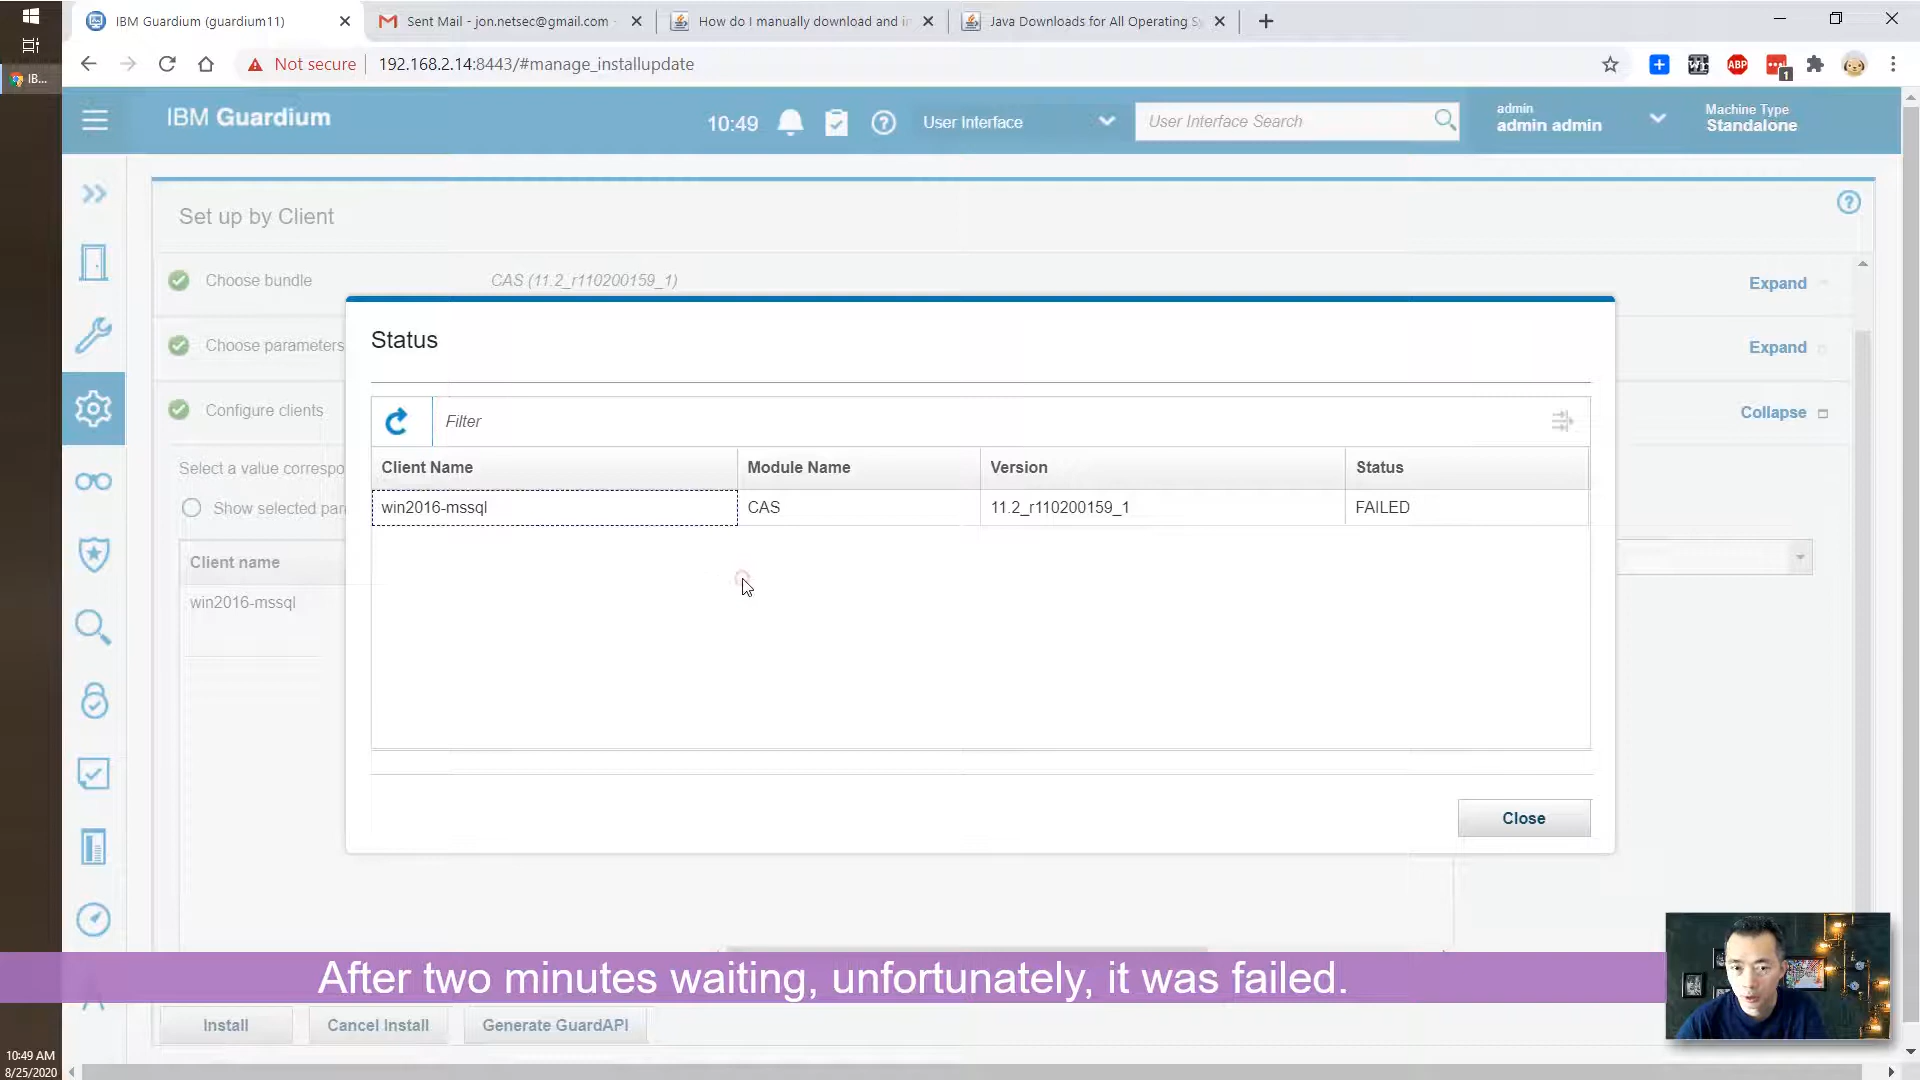 IBM Guardium (guardium11)
Sent Mail - jon.netsec@gmail.com -
How do I manually download and in
Java Downloads for All Operating Sy
IB...
Not secure
192.168.2.14:8443/#manage_installupdate
ABP
1
IBM Guardium
10:49
User Interface
User Interface Search
admin
admin admin
Machine Type
Standalone
Set up by Client
Choose bundle
CAS (11.2_r110200159_1)
Expand
Choose parameters
Expand
Configure clients
Collapse
Select a value correspo
Show selected par
Client name
win2016-mssql
Status
Filter
Client Name
Module Name
Version
Status
win2016-mssql
CAS
11.2_r110200159_1
FAILED
Close
After two minutes waiting, unfortunately, it was failed.
Install
Cancel Install
Generate GuardAPI
10:49 AM
8/25/2020